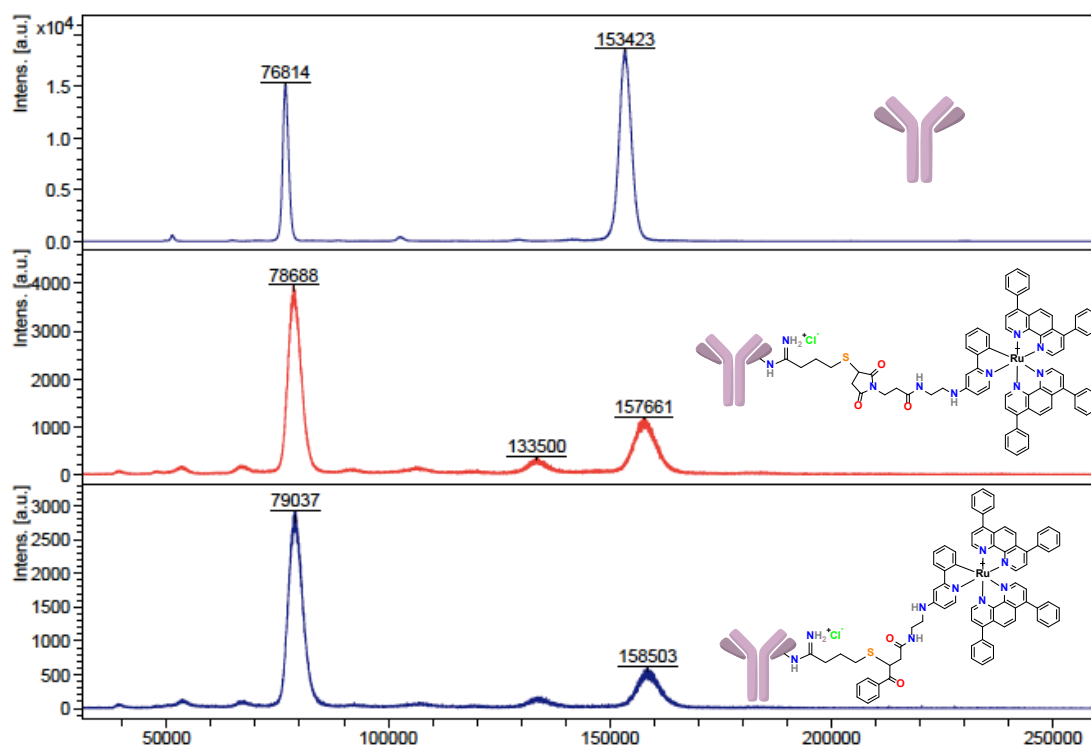 x10⁴
Intens. [a.u.]
1.5
1.0
0.5
0.0
76814
153423
Intens. [a.u.]
4000
3000
2000
1000
0
78688
133500
157661
NH₂
+
Cl⁻
N
H
S
O
O
N
O
H
N
N
H
N
N
N
N
N
+
Ru
Intens. [a.u.]
3000
2500
2000
1500
1000
500
0
79037
158503
NH₂
+
Cl⁻
NH
S
O
O
N
H
H
N
N
N
N
N
N
+
Ru
50000
100000
150000
200000
250000